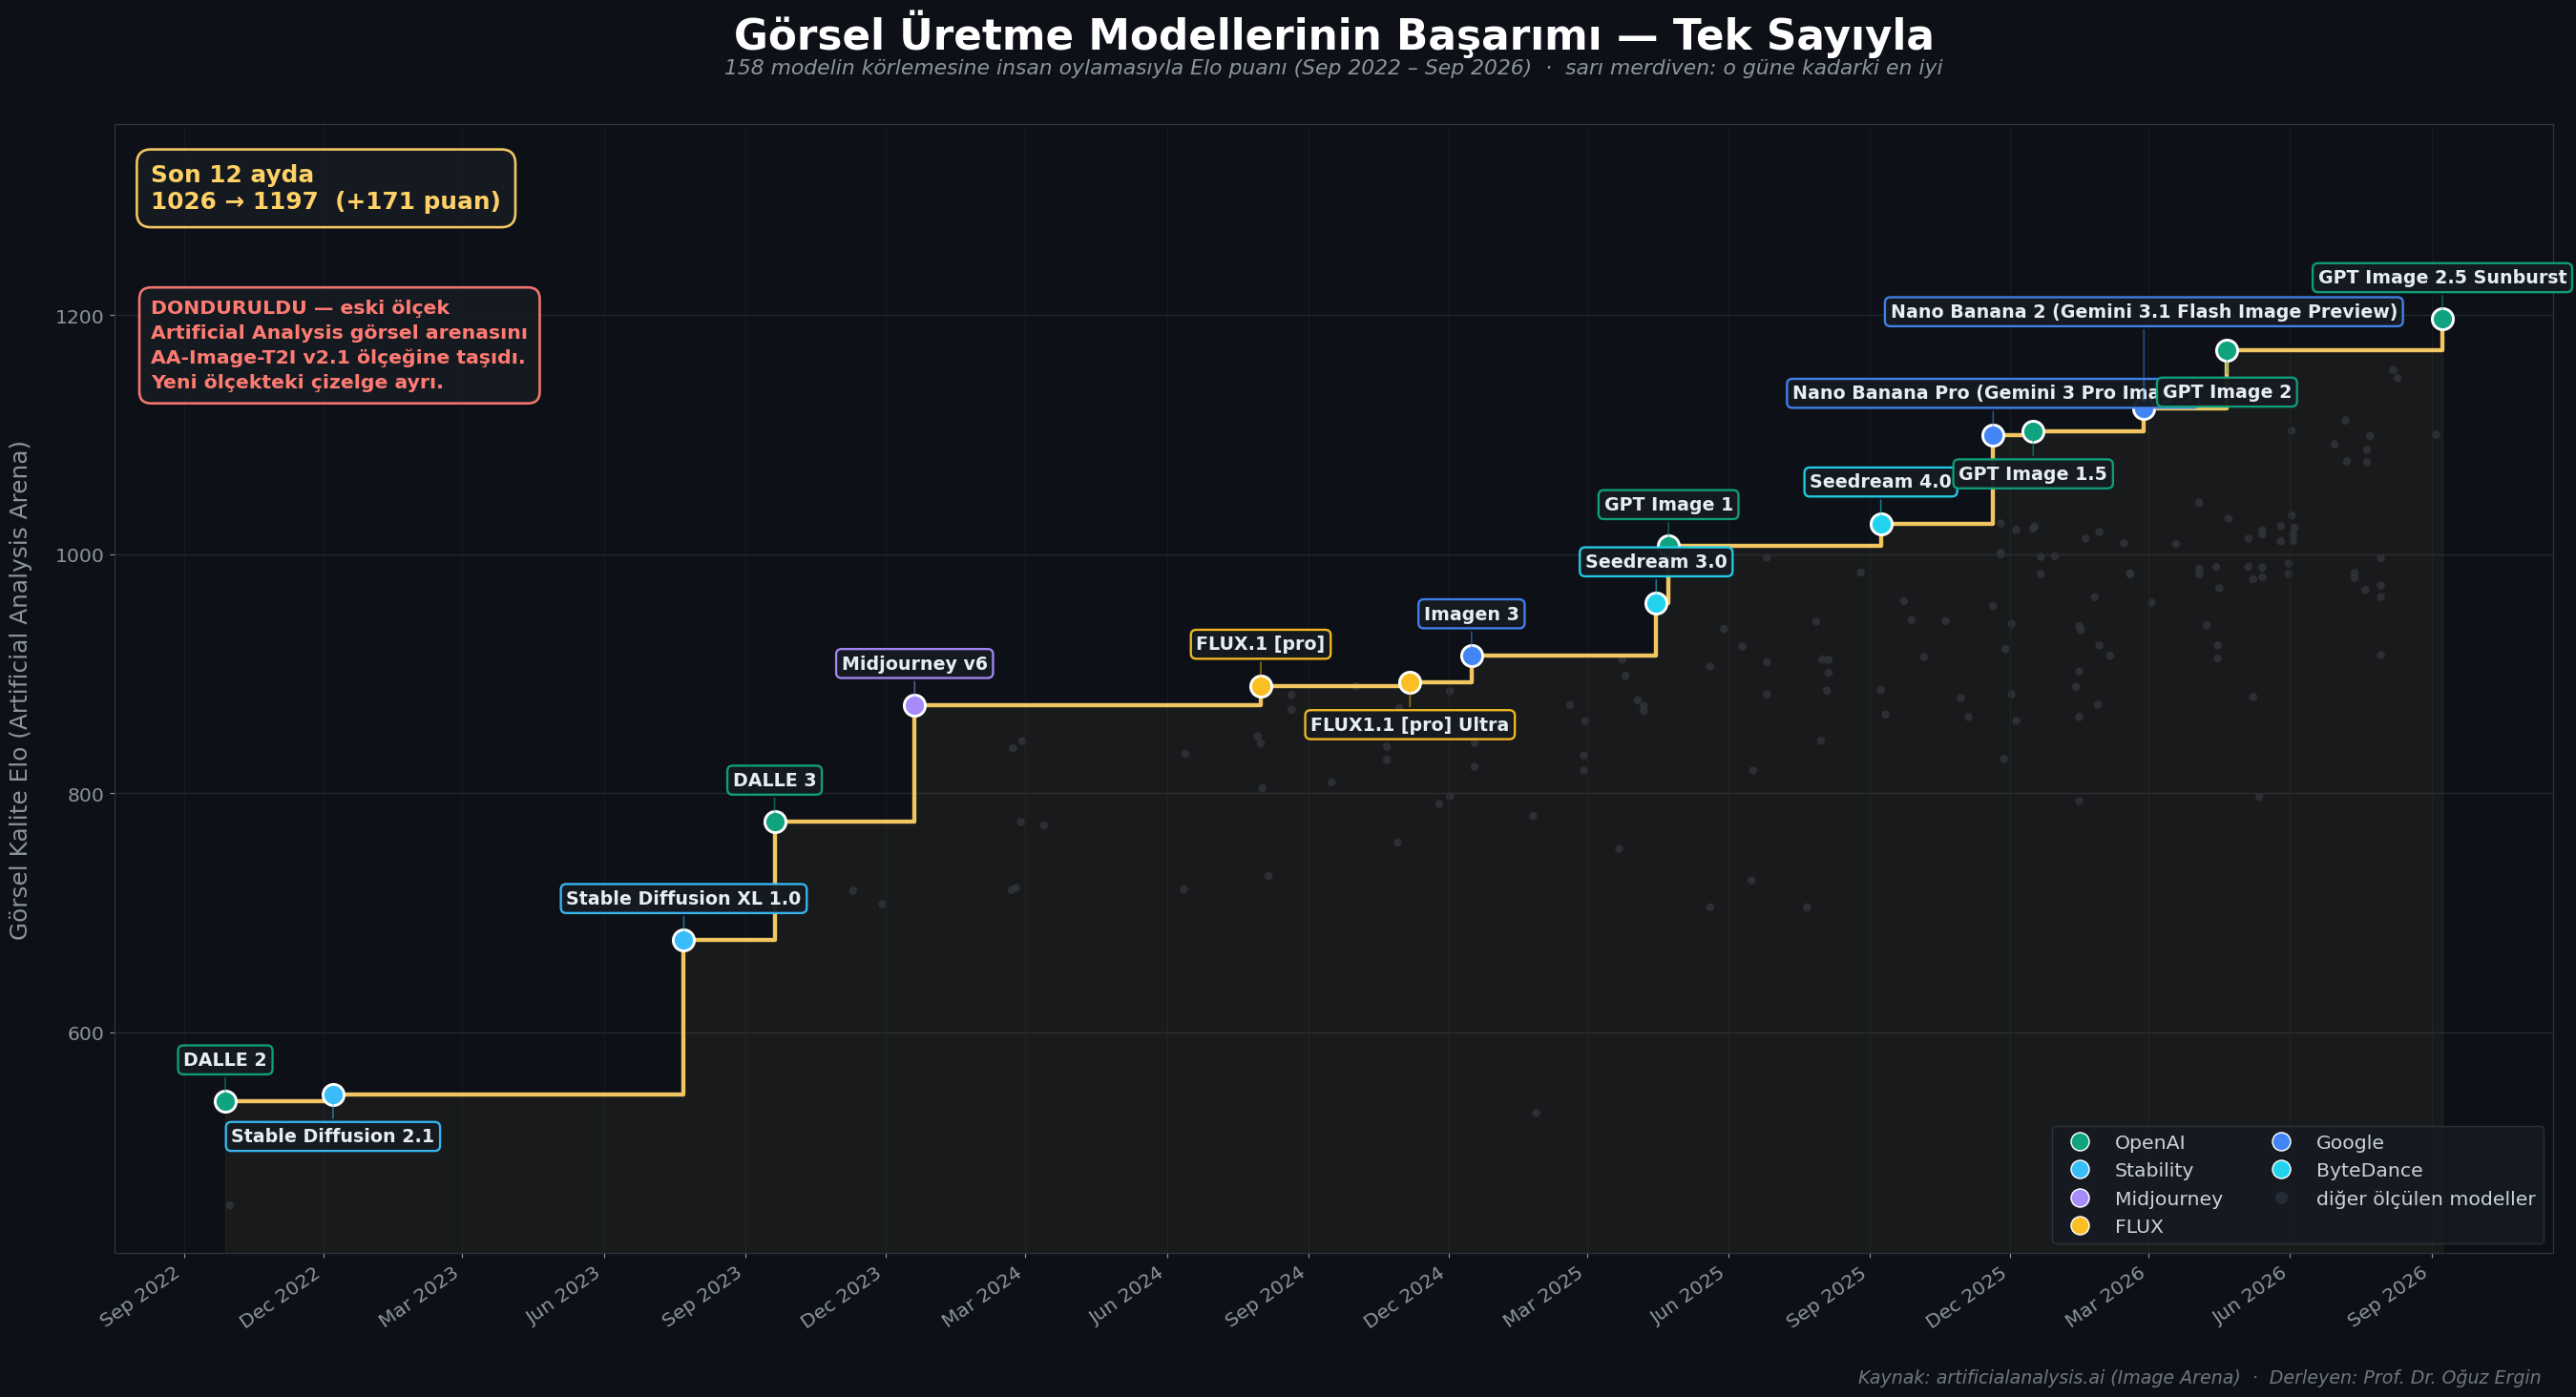 Görsel Üretme Modellerinin Başarımı — Tek Sayıyla
158 modelin körlemesine insan oylamasıyla Elo puanı (Sep 2022 – Sep 2026) · sarı merdiven: o güne kadarki en iyi
Son 12 ayda
1026 → 1197 (+171 puan)
DONDURULDU — eski ölçek
Artificial Analysis görsel arenasını
AA-Image-T2I v2.1 ölçeğine taşıdı.
Yeni ölçekteki çizelge ayrı.
Görsel Kalite Elo (Artificial Analysis Arena)
1200
1000
800
600
GPT Image 2.5 Sunburst
Nano Banana 2 (Gemini 3.1 Flash Image Preview)
Nano Banana Pro (Gemini 3 Pro Ima
GPT Image 2
GPT Image 1.5
Seedream 4.0
GPT Image 1
Seedream 3.0
Imagen 3
FLUX.1 [pro]
FLUX1.1 [pro] Ultra
Midjourney v6
DALLE 3
Stable Diffusion XL 1.0
DALLE 2
Stable Diffusion 2.1
OpenAI
Stability
Midjourney
FLUX
Google
ByteDance
diğer ölçülen modeller
Sep 2022
Dec 2022
Mar 2023
Jun 2023
Sep 2023
Dec 2023
Mar 2024
Jun 2024
Sep 2024
Dec 2024
Mar 2025
Jun 2025
Sep 2025
Dec 2025
Mar 2026
Jun 2026
Sep 2026
Kaynak: artificialanalysis.ai (Image Arena) · Derleyen: Prof. Dr. Oğuz Ergin